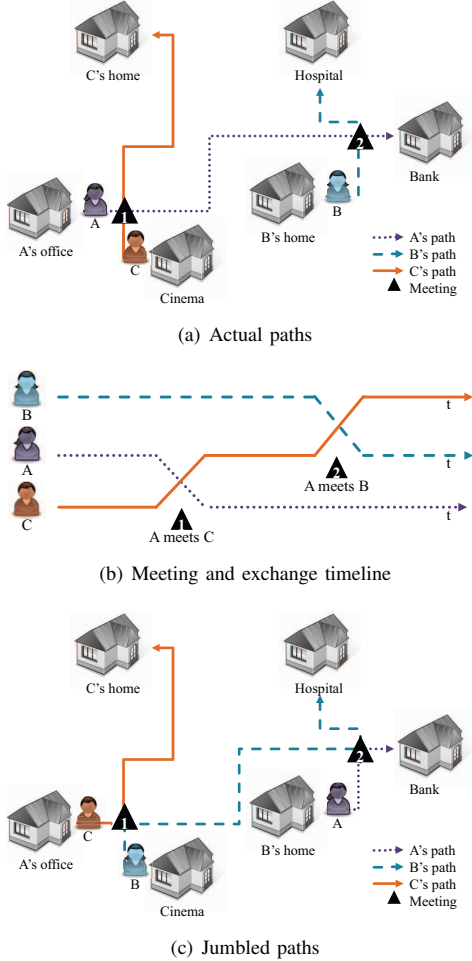 C's home
Hospital
2
Bank
1
A
B
A's office
B's home
C
Cinema
A's path
B's path
C's path
Meeting
(a) Actual paths
B
t
A
t
2
C
A meets B
1
t
A meets C
(b) Meeting and exchange timeline
C's home
Hospital
2
Bank
1
C
A
A's office
B's home
B
Cinema
A's path
B's path
C's path
Meeting
(c) Jumbled paths